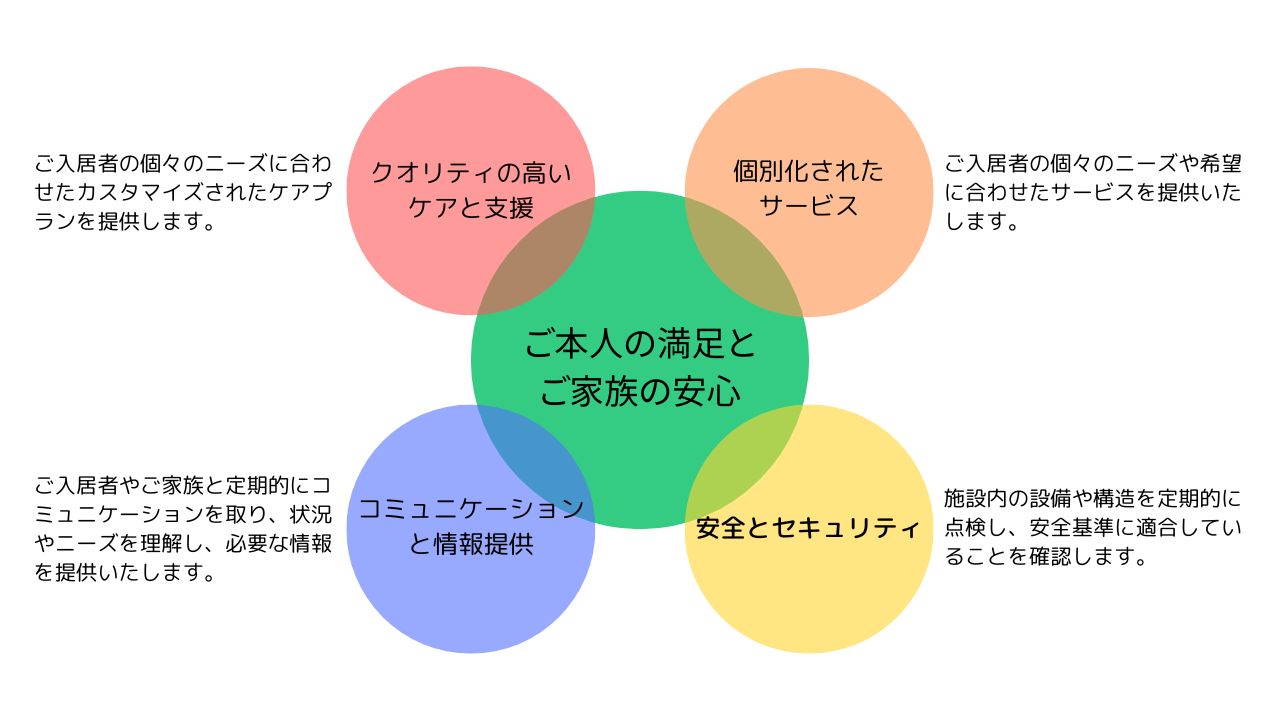 クオリティの高い
ケアと支援
ご入居者の個々のニーズに合わ
せたカスタマイズされたケアプ
ランを提供します。
個別化された
サービス
ご入居者の個々のニーズや希望
に合わせたサービスを提供いた
します。
ご本人の満足と
ご家族の安心
コミュニケーション
と情報提供
ご入居者やご家族と定期的にコ
ミュニケーションを取り、状況
やニーズを理解し、必要な情報
を提供いたします。
安全とセキュリティ
施設内の設備や構造を定期的に
点検し、安全基準に適合してい
ることを確認します。